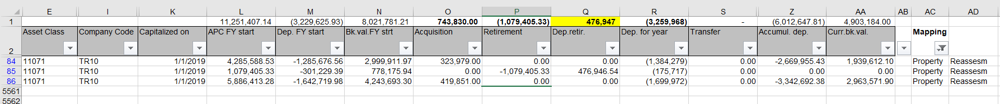 E I K L M N O P Q R S Z AA AB AC AD
1 11,251,407.14 (3,229,625.93) 8,021,781.21 743,830.00 (1,079,405.33) 476,947 (3,259,968) - (6,012,647.81) 4,903,184.00
Asset Class Company Code Capitalized on APC FY start Dep. FY start Bk.val.FY strt Acquisition Retirement Dep.retir. Dep. for year Transfer Accumul. dep. Curr.bk.val. Mapping
2
84 11071 TR10 1/1/2019 4,285,588.53 -1,285,676.56 2,999,911.97 323,979.00 0.00 0.00 (1,384,279) 0.00 -2,669,955.43 1,939,612.10 Property Reassesm
85 11071 TR10 1/1/2019 1,079,405.33 -301,229.39 778,175.94 0.00 -1,079,405.33 476,946.54 (175,717) 0.00 0.00 0.00 Property Reassesm
86 11071 TR10 1/1/2019 5,886,413.28 -1,642,719.98 4,243,693.30 419,851.00 0.00 0.00 (1,699,972) 0.00 -3,342,692.38 2,963,571.90 Property Reassesm
5561
5562